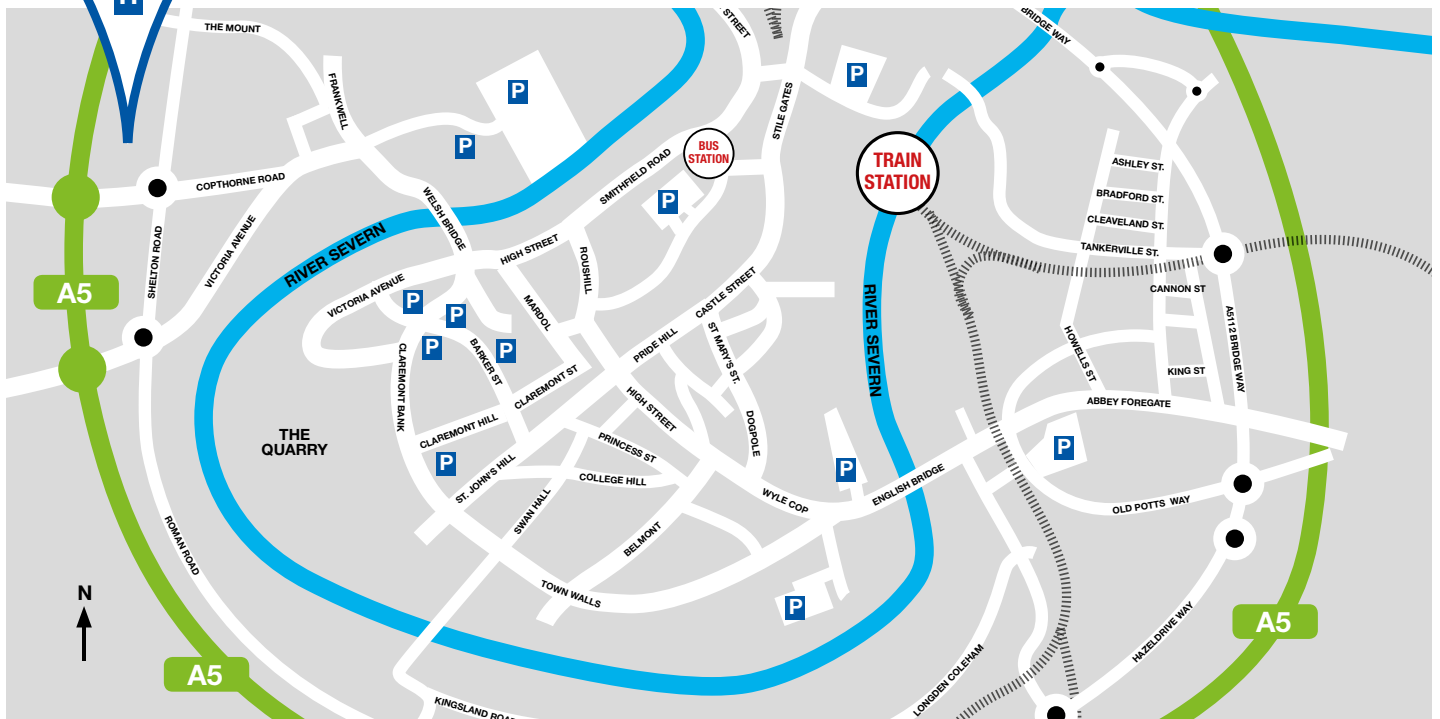 H
THE MOUNT
STREET
BRIDGE WAY
FRANKWELL
P
P
P
STILE GATES
BUS
STATION
TRAIN
STATION
SMITHFIELD ROAD
P
COPTHORNE ROAD
ASHLEY ST.
BRADFORD ST.
CLEAVELAND ST.
TANKERVILLE ST.
CANNON ST
WELSH BRIDGE
RIVER SEVERN
HIGH STREET
ROUSHILL
SHELTON ROAD
VICTORIA AVENUE
A5
VICTORIA AVENUE
P
P
P
P
MARDOL
CASTLE STREET
PRIDE HILL
ST MARY'S ST.
RIVER SEVERN
HOWELLS ST
A5112 BRIDGE WAY
KING ST
ABBEY FOREGATE
CLAREMONT BANK
BARKER ST
CLAREMONT ST
CLAREMONT HILL
HIGH STREET
DOGPOLE
THE
QUARRY
P
PRINCESS ST
ST. JOHN'S HILL
COLLEGE HILL
WYLE COP
P
ENGLISH BRIDGE
P
OLD POTTS WAY
SWAN HALL
BELMONT
ROMAN ROAD
TOWN WALLS
P
N
A5
HAZELDRIVE WAY
A5
LONGDEN COLEHAM
KINGSLAND ROAD